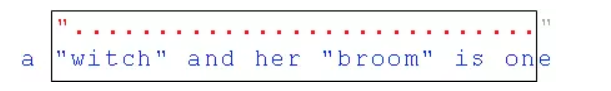 "............................"
a "witch" and her "broom" is one